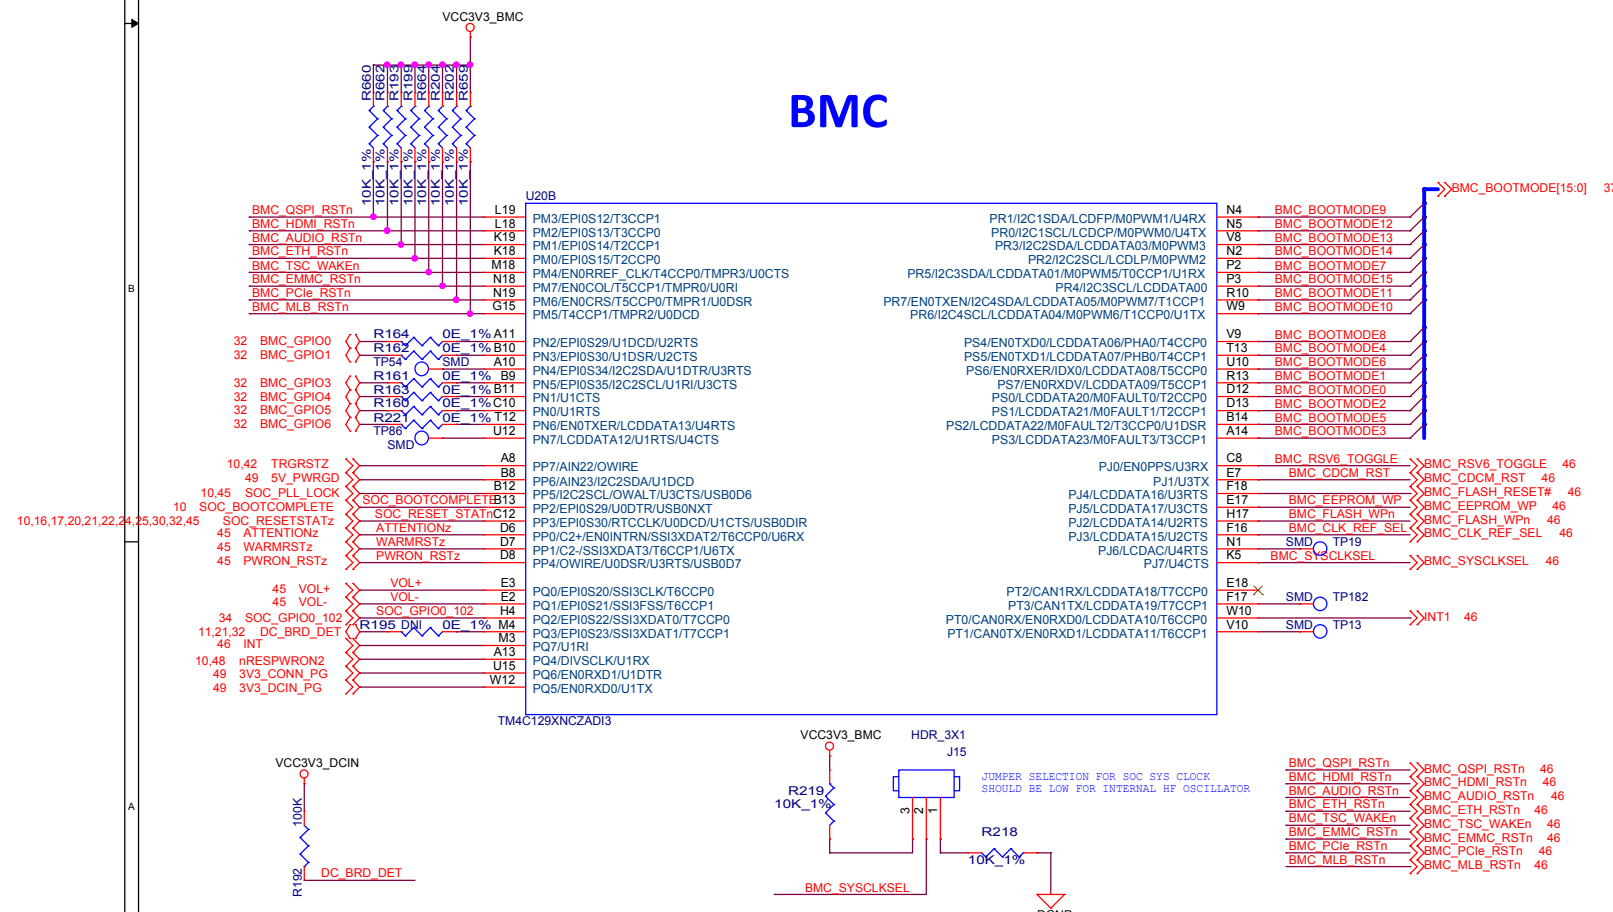 VCC3V3_BMC
R660
R662
R193
R199
R664
R204
R202
R659
10K_1%
10K_1%
10K_1%
10K_1%
10K_1%
10K_1%
10K_1%
10K_1%
BMC
B
A
U20B
BMC_BOOTMODE[15:0]
BMC_QSPI_RSTn L19 PM3/EPI0S12/T3CCP1
BMC_HDMI_RSTn L18 PM2/EPI0S13/T3CCP0
BMC_AUDIO_RSTn K19 PM1/EPI0S14/T2CCP1
BMC_ETH_RSTn K18 PM0/EPI0S15/T2CCP0
BMC_TSC_WAKEn M18 PM4/EN0RREF_CLK/T4CCP0/TMPR3/U0CTS
BMC_EMMC_RSTn N18 PM7/EN0COL/T5CCP1/TMPR0/U0RI
BMC_PCIe_RSTn N19 PM6/EN0CRS/T5CCP0/TMPR1/U0DSR
BMC_MLB_RSTn G15 PM5/T4CCP1/TMPR2/U0DCD
32 BMC_GPIO0 R164 0E_1% A11 PN2/EPI0S29/U1DCD/U2RTS
32 BMC_GPIO1 R162 0E_1% B10 PN3/EPI0S30/U1DSR/U2CTS
TP54 SMD A10 PN4/EPI0S34/I2C2SDA/U1DTR/U3RTS
32 BMC_GPIO3 R161 0E_1% B9 PN5/EPI0S35/I2C2SCL/U1RI/U3CTS
32 BMC_GPIO4 R163 0E_1% B11 PN1/U1CTS
32 BMC_GPIO5 R160 0E_1% C10 PN0/U1RTS
32 BMC_GPIO6 R221 0E_1% T12 PN6/EN0TXER/LCDDATA13/U4RTS
TP86 SMD U12 PN7/LCDDATA12/U1RTS/U4CTS
10,42 TRGRSTZ A8 PP7/AIN22/OWIRE
49 5V_PWRGD B8 PP6/AIN23/I2C2SDA/U1DCD
10,45 SOC_PLL_LOCK B12 PP5/I2C2SCL/OWALT/U3CTS/USB0D6
10 SOC_BOOTCOMPLETE SOC_BOOTCOMPLETE B13 PP2/EPI0S29/U0DTR/USB0NXT
10,16,17,20,21,22,24,25,30,32,45 SOC_RESETSTATz SOC_RESET_STATn C12 PP3/EPI0S30/RTCCLK/U0DCD/U1CTS/USB0DIR
45 ATTENTIONz ATTENTIONz D6 PP0/C2+/EN0INTRN/SSI3XDAT2/T6CCP0/U6RX
45 WARMRSTz WARMRSTz D7 PP1/C2-/SSI3XDAT3/T6CCP1/U6TX
45 PWRON_RSTz PWRON_RSTz D8 PP4/OWIRE/U0DSR/U3RTS/USB0D7
45 VOL+ VOL+ E3 PQ0/EPI0S20/SSI3CLK/T6CCP0
45 VOL- VOL- E2 PQ1/EPI0S21/SSI3FSS/T6CCP1
34 SOC_GPIO0_102 SOC_GPIO0_102 H4 PQ2/EPI0S22/SSI3XDAT0/T7CCP0
11,21,32 DC_BRD_DET R195 DNI 0E_1% M4 PQ3/EPI0S23/SSI3XDAT1/T7CCP1
46 INT M3 PQ7/U1RI
10,48 nRESPWRON2 A13 PQ4/DIVSCLK/U1RX
49 3V3_CONN_PG U15 PQ6/EN0RXD1/U1DTR
49 3V3_DCIN_PG W12 PQ5/EN0RXD0/U1TX
PR1/I2C1SDA/LCDFP/M0PWM1/U4RX N4 BMC_BOOTMODE9
PR0/I2C1SCL/LCDCP/M0PWM0/U4TX N5 BMC_BOOTMODE12
PR3/I2C2SDA/LCDDATA03/M0PWM3 V8 BMC_BOOTMODE13
PR2/I2C2SCL/LCDLP/M0PWM2 N2 BMC_BOOTMODE14
PR5/I2C3SDA/LCDDATA01/M0PWM5/T0CCP1/U1RX P2 BMC_BOOTMODE7
PR4/I2C3SCL/LCDDATA00 P3 BMC_BOOTMODE15
PR7/EN0TXEN/I2C4SDA/LCDDATA05/M0PWM7/T1CCP1 R10 BMC_BOOTMODE11
PR6/I2C4SCL/LCDDATA04/M0PWM6/T1CCP0/U1TX W9 BMC_BOOTMODE10
PS4/EN0TXD0/LCDDATA06/PHA0/T4CCP0 V9 BMC_BOOTMODE8
PS5/EN0TXD1/LCDDATA07/PHB0/T4CCP1 T13 BMC_BOOTMODE4
PS6/EN0RXER/IDX0/LCDDATA08/T5CCP0 U10 BMC_BOOTMODE6
PS7/EN0RXDV/LCDDATA09/T5CCP1 R13 BMC_BOOTMODE1
PS0/LCDDATA20/M0FAULT0/T2CCP0 D12 BMC_BOOTMODE0
PS1/LCDDATA21/M0FAULT1/T2CCP1 D13 BMC_BOOTMODE2
PS2/LCDDATA22/M0FAULT2/T3CCP0/U1DSR B14 BMC_BOOTMODE5
PS3/LCDDATA23/M0FAULT3/T3CCP1 A14 BMC_BOOTMODE3
PJ0/EN0PPS/U3RX C8 BMC_RSV6_TOGGLE BMC_RSV6_TOGGLE 46
PJ1/U3TX E7 BMC_CDCM_RST BMC_CDCM_RST 46
PJ4/LCDDATA16/U3RTS F18 BMC_FLASH_RESET# 46
PJ5/LCDDATA17/U3CTS E17 BMC_EEPROM_WP BMC_EEPROM_WP 46
PJ2/LCDDATA14/U2RTS H17 BMC_FLASH_WPn BMC_FLASH_WPn 46
PJ3/LCDDATA15/U2CTS F16 BMC_CLK_REF_SEL BMC_CLK_REF_SEL 46
PJ6/LCDAC/U4RTS N1 SMD TP19
PJ7/U4CTS K5 BMC_SYSCLKSEL BMC_SYSCLKSEL 46
PT2/CAN1RX/LCDDATA18/T7CCP0 E18
PT3/CAN1TX/LCDDATA19/T7CCP1 F17 SMD TP182
PT0/CAN0RX/EN0RXD0/LCDDATA10/T6CCP0 W10 INT1 46
PT1/CAN0TX/EN0RXD1/LCDDATA11/T6CCP1 V10 SMD TP13
TM4C129XNCZADI3
VCC3V3_DCIN
100K
R192
DC_BRD_DET
VCC3V3_BMC
R219
10K_1%
HDR_3X1
J15
3 2 1
JUMPER SELECTION FOR SOC SYS CLOCK
SHOULD BE LOW FOR INTERNAL HF OSCILLATOR
R218
10K_1%
BMC_SYSCLKSEL
BMC_QSPI_RSTn BMC_QSPI_RSTn 46
BMC_HDMI_RSTn BMC_HDMI_RSTn 46
BMC_AUDIO_RSTn BMC_AUDIO_RSTn 46
BMC_ETH_RSTn BMC_ETH_RSTn 46
BMC_TSC_WAKEn BMC_TSC_WAKEn 46
BMC_EMMC_RSTn BMC_EMMC_RSTn 46
BMC_PCIe_RSTn BMC_PCIe_RSTn 46
BMC_MLB_RSTn BMC_MLB_RSTn 46